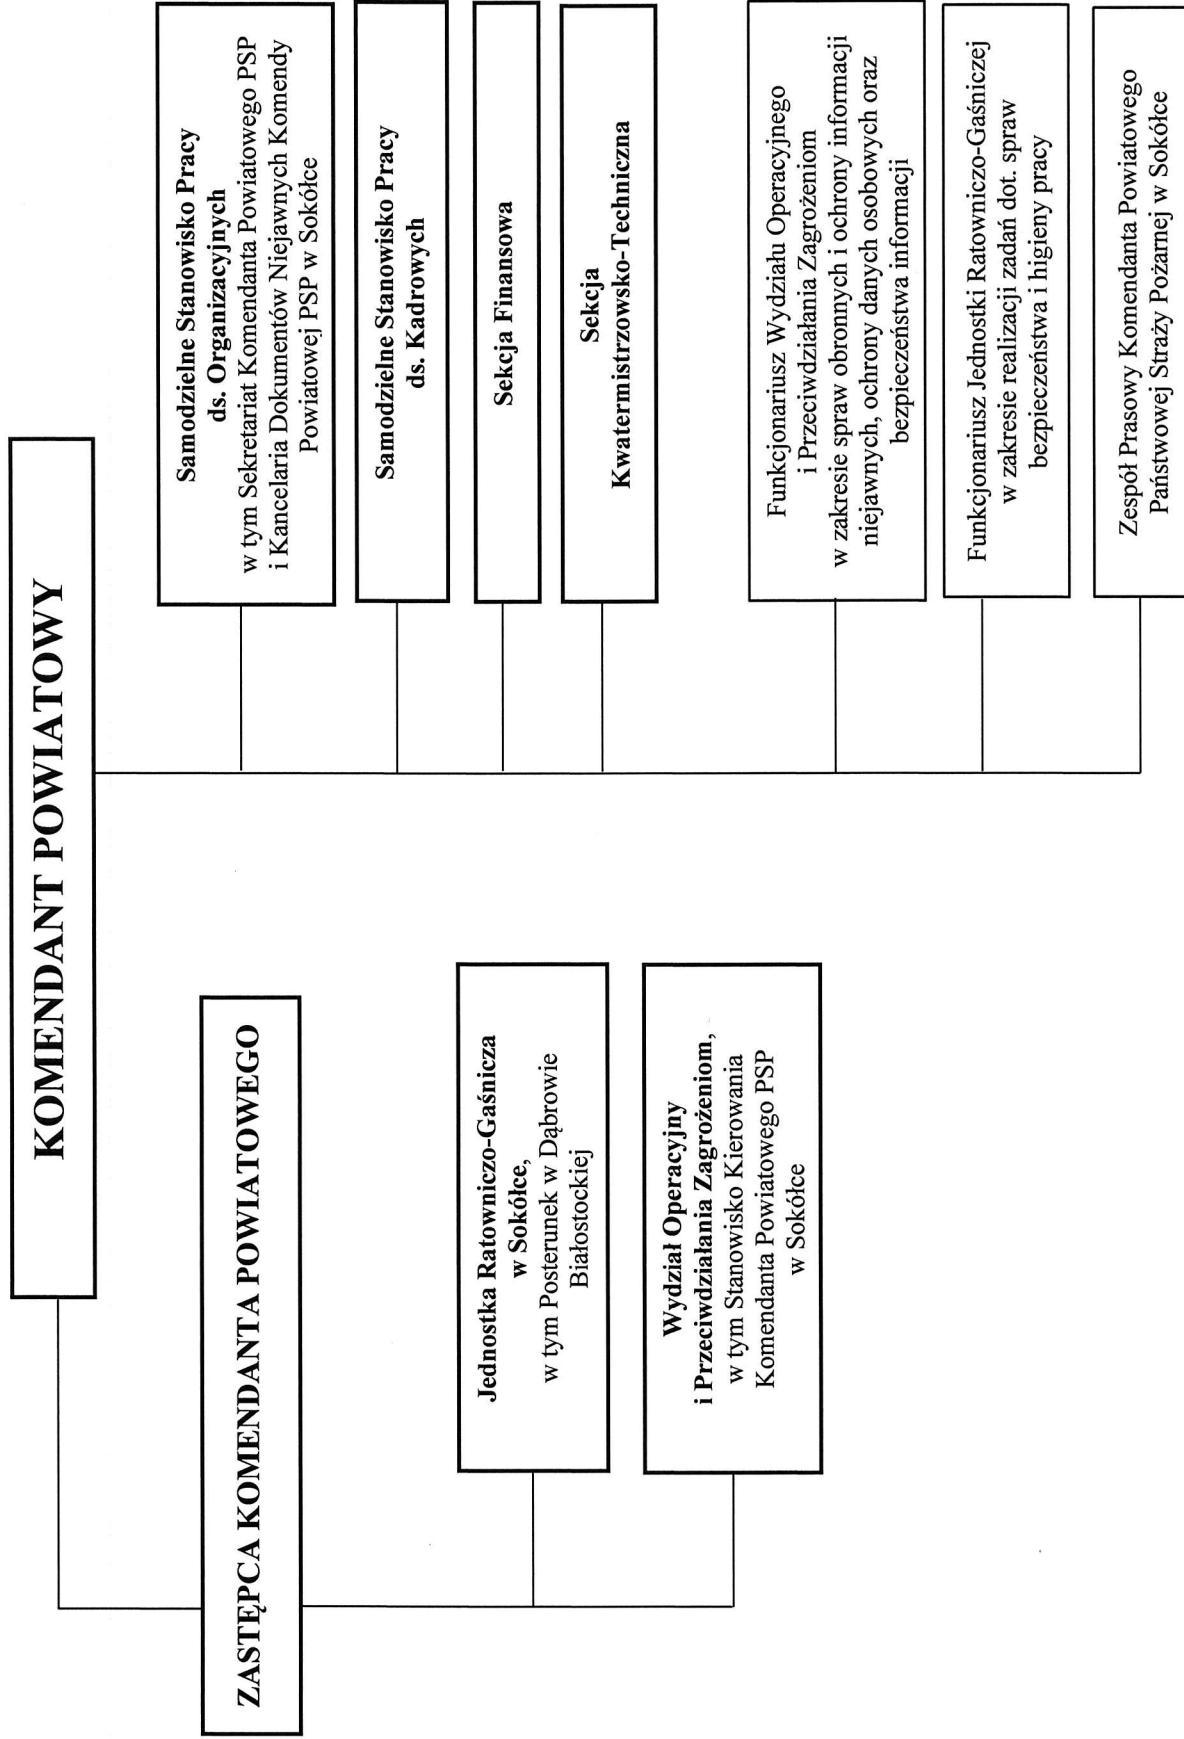 KOMENDANT POWIATOWY
ZASTĘPCA KOMENDANTA POWIATOWEGO
Jednostka Ratowniczo-Gaśnicza
w Sokółce,
w tym Posterunek w Dąbrowie
Białostockiej
Wydział Operacyjny
i Przeciwdziałania Zagrożeniom,
w tym Stanowisko Kierowania
Komendanta Powiatowego PSP
w Sokółce
Samodzielne Stanowisko Pracy
ds. Organizacyjnych
w tym Sekretariat Komendanta Powiatowego PSP
i Kancelaria Dokumentów Niejawnych Komendy
Powiatowej PSP w Sokółce
Samodzielne Stanowisko Pracy
ds. Kadrowych
Sekcja Finansowa
Sekcja
Kwatermistrzowsko-Techniczna
Funkcjonariusz Wydziału Operacyjnego
i Przeciwdziałania Zagrożeniom
w zakresie spraw obronnych i ochrony informacji
niejawnych, ochrony danych osobowych oraz
bezpieczeństwa informacji
Funkcjonariusz Jednostki Ratowniczo-Gaśniczej
w zakresie realizacji zadań dot. spraw
bezpieczeństwa i higieny pracy
Zespół Prasowy Komendanta Powiatowego
Państwowej Straży Pożarnej w Sokółce